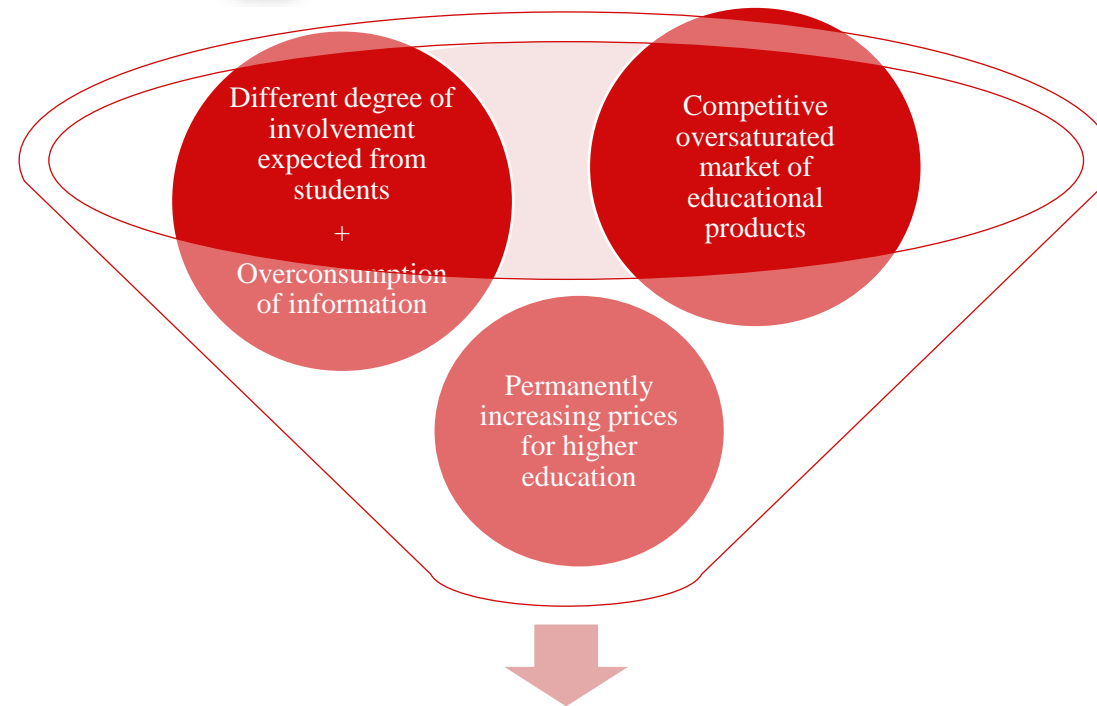 Different degree of
involvement
expected from
students
+
Overconsumption
of information
Competitive
oversaturated
market of
educational
products
Permanently
increasing prices
for higher
education